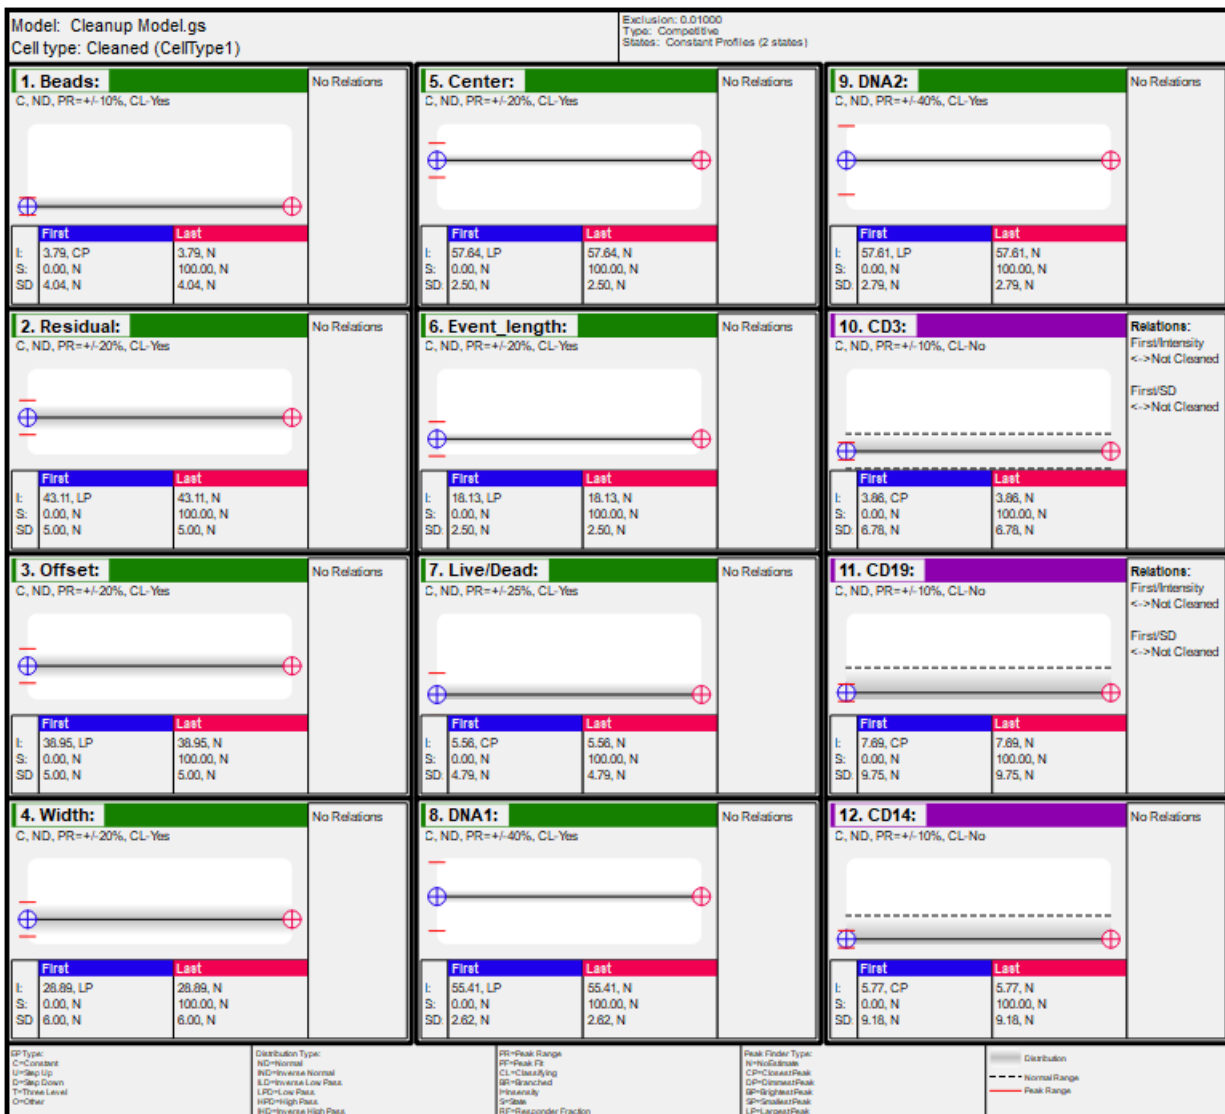 Model: Cleanup Model.gs
Cell type: Cleaned (CellType1)
Exclusion: 0.01000
Type: Competitive
States: Constant Profiles (2 states)
1. Beads:
No Relations
C, ND, PR=+/-10%, CL-Yes
First Last
I: 3.79, CP 3.79, N
S: 0.00, N 100.00, N
SD 4.04, N 4.04, N
5. Center:
No Relations
C, ND, PR=+/-20%, CL-Yes
First Last
I: 57.64, LP 57.64, N
S: 0.00, N 100.00, N
SD: 2.50, N 2.50, N
9. DNA2:
No Relations
C, ND, PR=+/-40%, CL-Yes
First Last
I: 57.61, LP 57.61, N
S: 0.00, N 100.00, N
SD: 2.79, N 2.79, N
2. Residual:
No Relations
C, ND, PR=+/-20%, CL-Yes
First Last
I: 43.11, LP 43.11, N
S: 0.00, N 100.00, N
SD 5.00, N 5.00, N
6. Event_length:
No Relations
C, ND, PR=+/-20%, CL-Yes
First Last
I: 18.13, LP 18.13, N
S: 0.00, N 100.00, N
SD: 2.50, N 2.50, N
10. CD3:
C, ND, PR=+/-10%, CL-No
Relations:
First/Intensity
<->Not Cleaned
First/SD
<->Not Cleaned
First Last
I: 3.86, CP 3.86, N
S: 0.00, N 100.00, N
SD: 6.78, N 6.78, N
3. Offset:
No Relations
C, ND, PR=+/-20%, CL-Yes
First Last
I: 38.95, LP 38.95, N
S: 0.00, N 100.00, N
SD 5.00, N 5.00, N
7. Live/Dead:
No Relations
C, ND, PR=+/-25%, CL-Yes
First Last
I: 5.56, CP 5.56, N
S: 0.00, N 100.00, N
SD: 4.79, N 4.79, N
11. CD19:
C, ND, PR=+/-10%, CL-No
Relations:
First/Intensity
<->Not Cleaned
First/SD
<->Not Cleaned
First Last
I: 7.69, CP 7.69, N
S: 0.00, N 100.00, N
SD: 9.75, N 9.75, N
4. Width:
No Relations
C, ND, PR=+/-20%, CL-Yes
First Last
I: 28.89, LP 28.89, N
S: 0.00, N 100.00, N
SD 6.00, N 6.00, N
8. DNA1:
No Relations
C, ND, PR=+/-40%, CL-Yes
First Last
I: 55.41, LP 55.41, N
S: 0.00, N 100.00, N
SD: 2.62, N 2.62, N
12. CD14:
No Relations
C, ND, PR=+/-10%, CL-No
First Last
I: 5.77, CP 5.77, N
S: 0.00, N 100.00, N
SD: 9.18, N 9.18, N
EP Type:
C=Constant
U=Step Up
D=Step Down
T=Three Level
O=Other
Distribution Type:
ND=Normal
IND=Inverse Normal
ILD=Inverse Low Pass
LPD=Low Pass
HPD=High Pass
IHD=Inverse High Pass
PR=Peak Range
PF=Peak Fit
CL=Classifying
BR=Branched
I=Intensity
S=State
RF=Responder Fraction
Peak Finder Type:
N=NoEstimate
CP=ClosestPeak
DP=DimmestPeak
BP=BrightestPeak
SP=SmallestPeak
LP=LargestPeak
Distribution
Normal Range
Peak Range